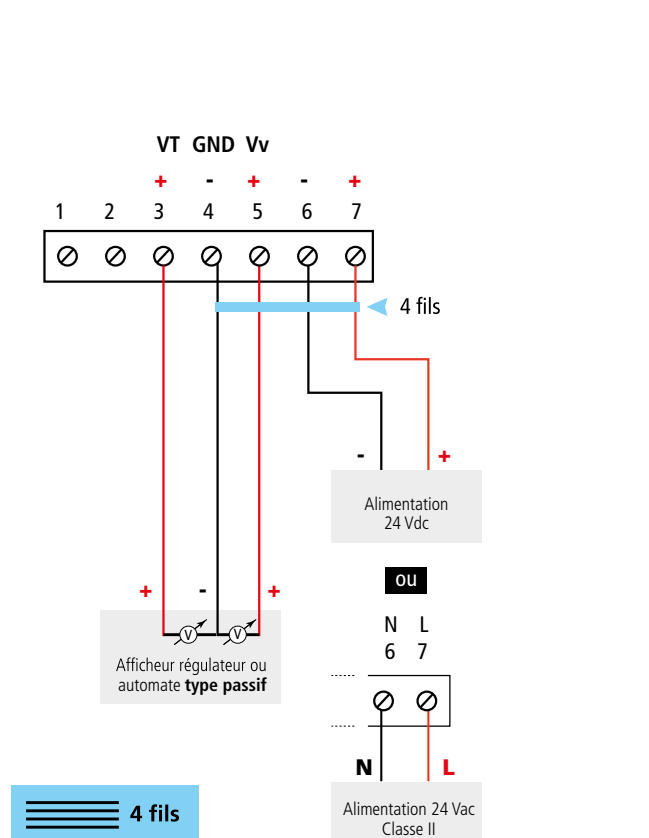 VT GND Vv
+ - + - +
1 2 3 4 5 6 7
4 fils
- +
Alimentation
24 Vdc
ou
N L
6 7
N L
Alimentation 24 Vac
Classe II
+ - +
V V
Afficheur régulateur ou
automate type passif
4 fils